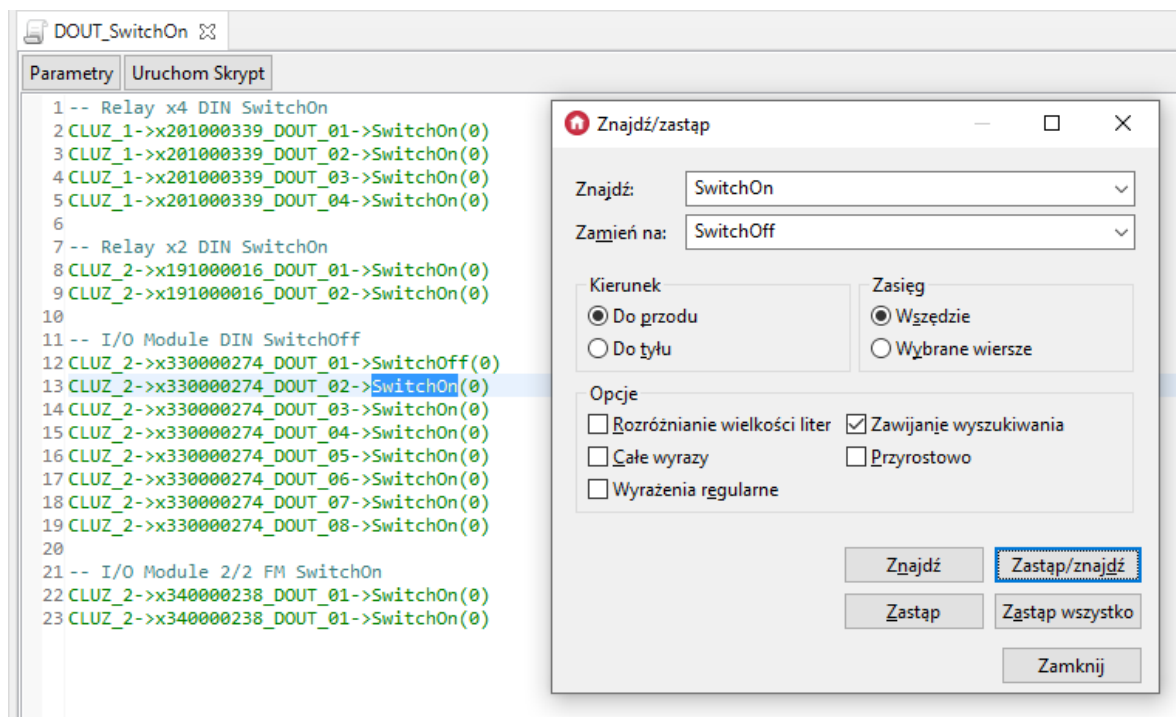 DOUT_SwitchOn
Parametry Uruchom Skrypt
1 -- Relay x4 DIN SwitchOn
2 CLUZ_1->x201000339_DOUT_01->SwitchOn(0)
3 CLUZ_1->x201000339_DOUT_02->SwitchOn(0)
4 CLUZ_1->x201000339_DOUT_03->SwitchOn(0)
5 CLUZ_1->x201000339_DOUT_04->SwitchOn(0)
6
7 -- Relay x2 DIN SwitchOn
8 CLUZ_2->x191000016_DOUT_01->SwitchOn(0)
9 CLUZ_2->x191000016_DOUT_02->SwitchOn(0)
10
11 -- I/O Module DIN SwitchOff
12 CLUZ_2->x330000274_DOUT_01->SwitchOff(0)
13 CLUZ_2->x330000274_DOUT_02->SwitchOn(0)
14 CLUZ_2->x330000274_DOUT_03->SwitchOn(0)
15 CLUZ_2->x330000274_DOUT_04->SwitchOn(0)
16 CLUZ_2->x330000274_DOUT_05->SwitchOn(0)
17 CLUZ_2->x330000274_DOUT_06->SwitchOn(0)
18 CLUZ_2->x330000274_DOUT_07->SwitchOn(0)
19 CLUZ_2->x330000274_DOUT_08->SwitchOn(0)
20
21 -- I/O Module 2/2 FM SwitchOn
22 CLUZ_2->x340000238_DOUT_01->SwitchOn(0)
23 CLUZ_2->x340000238_DOUT_01->SwitchOn(0)
Znajdź/zastąp
Znajdź: SwitchOn
Zamień na: SwitchOff
Kierunek
Do przodu
Do tyłu
Zasięg
Wszędzie
Wybrane wiersze
Opcje
Rozróżnianie wielkości liter Zawijanie wyszukiwania
Całe wyrazy Przyrostowo
Wyrażenia regularne
Znajdź Zastąp/znajdź
Zastąp Zastąp wszystko
Zamknij